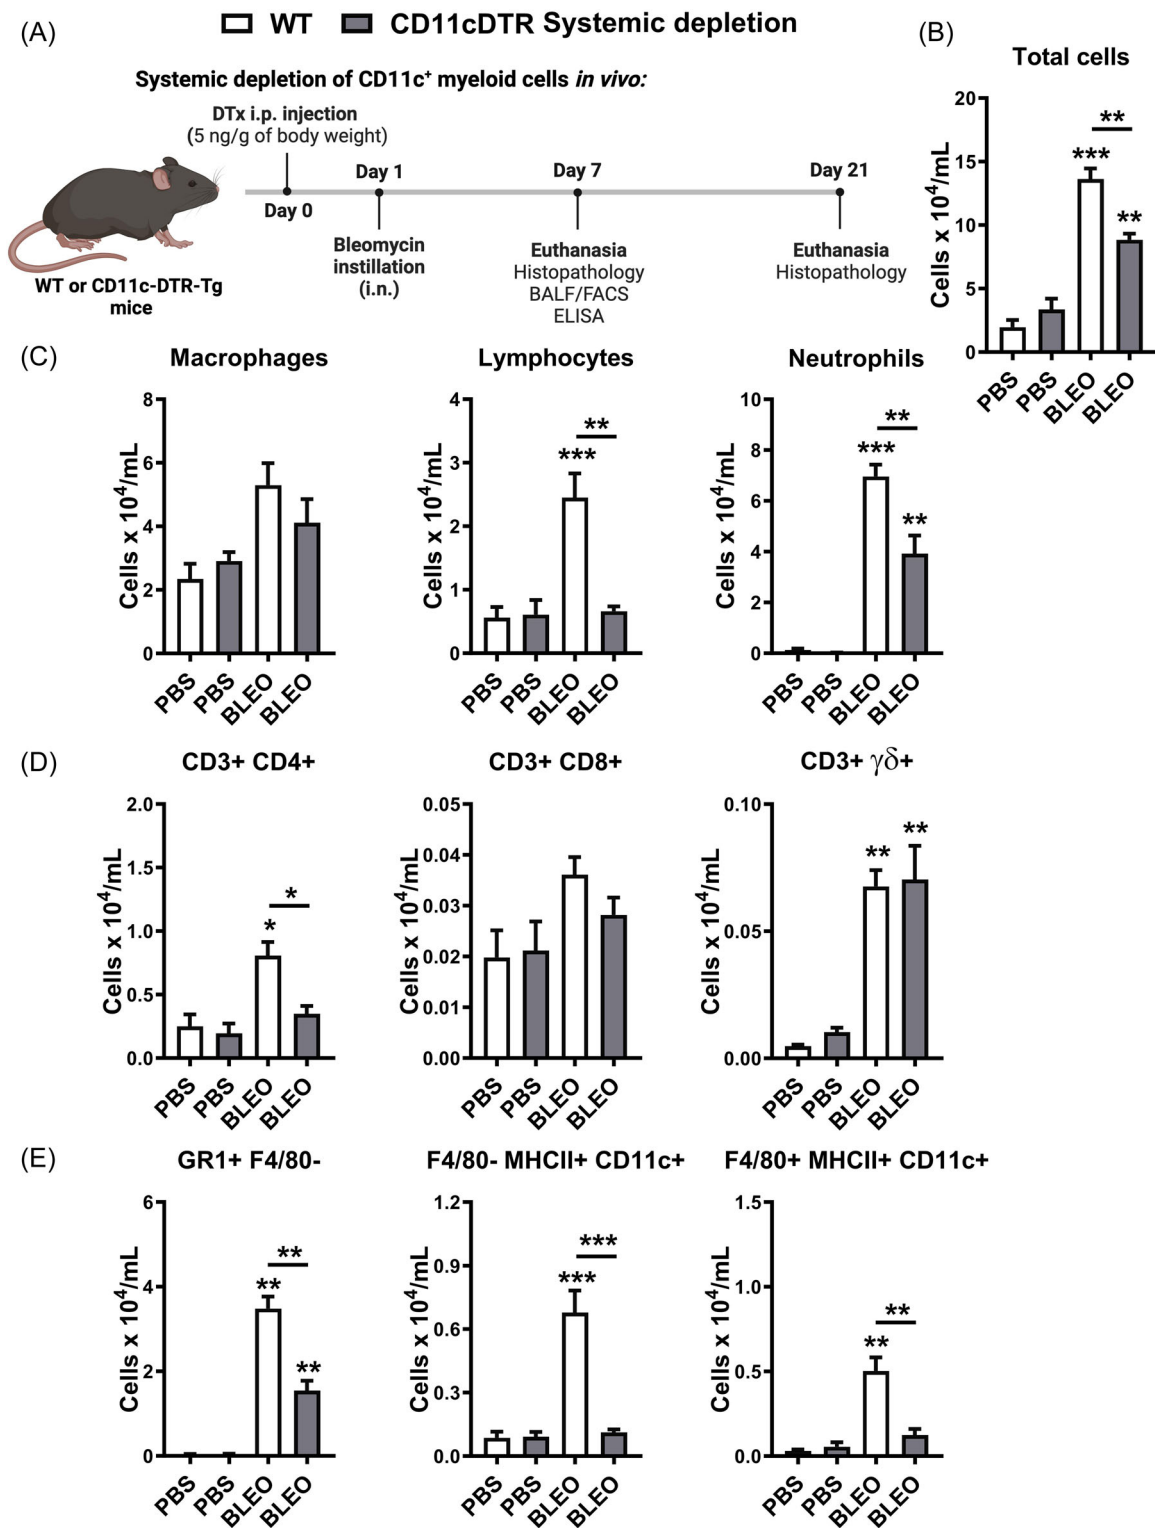 (A)
WT CD11cDTR Systemic depletion
Systemic depletion of CD11c⁺ myeloid cells in vivo:
DTx i.p. injection
(5 ng/g of body weight)
Day 0
Day 1
Day 7
Day 21
Bleomycin
instillation
(i.n.)
Euthanasia
Histopathology
BALF/FACS
ELISA
Euthanasia
Histopathology
WT or CD11c-DTR-Tg
mice
(B)
Total cells
Cells x 10⁴/mL
20
15
10
5
0
**
***
**
PBS
PBS
BLEO
BLEO
(C)
Macrophages
Cells x 10⁴/mL
8
6
4
2
0
PBS
PBS
BLEO
BLEO
Lymphocytes
Cells x 10⁴/mL
4
3
2
1
0
**
***
PBS
PBS
BLEO
BLEO
Neutrophils
Cells x 10⁴/mL
10
8
6
4
2
0
**
***
**
PBS
PBS
BLEO
BLEO
(D)
CD3+ CD4+
Cells x 10⁴/mL
2.0
1.5
1.0
0.5
0.0
*
*
PBS
PBS
BLEO
BLEO
CD3+ CD8+
Cells x 10⁴/mL
0.05
0.04
0.03
0.02
0.01
0.00
PBS
PBS
BLEO
BLEO
CD3+ γδ+
Cells x 10⁴/mL
0.10
0.05
0.00
**
**
PBS
PBS
BLEO
BLEO
(E)
GR1+ F4/80-
Cells x 10⁴/mL
6
4
2
0
**
**
**
PBS
PBS
BLEO
BLEO
F4/80- MHCII+ CD11c+
Cells x 10⁴/mL
1.2
0.9
0.6
0.3
0.0
***
***
PBS
PBS
BLEO
BLEO
F4/80+ MHCII+ CD11c+
Cells x 10⁴/mL
1.5
1.0
0.5
0.0
**
**
PBS
PBS
BLEO
BLEO